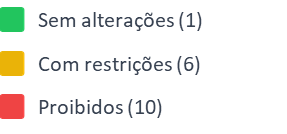 Sem alterações (1)
Com restrições (6)
Proibidos (10)